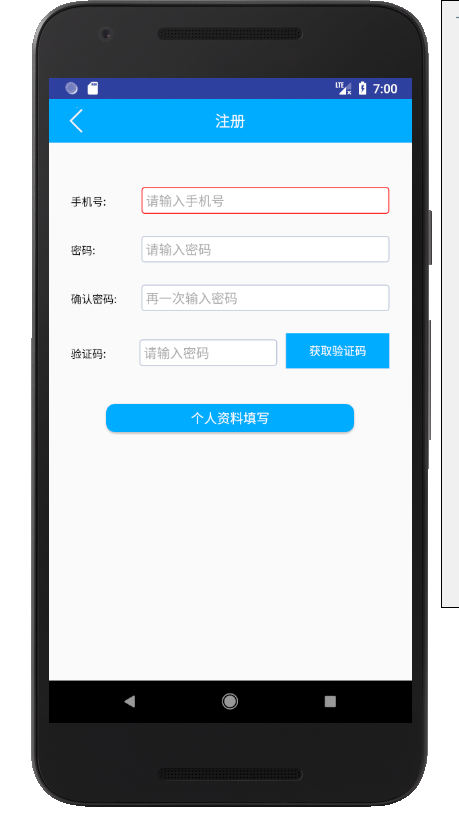 LTE 7:00
注册
手机号: 请输入手机号
密码: 请输入密码
确认密码: 再一次输入密码
验证码: 请输入密码 获取验证码
个人资料填写